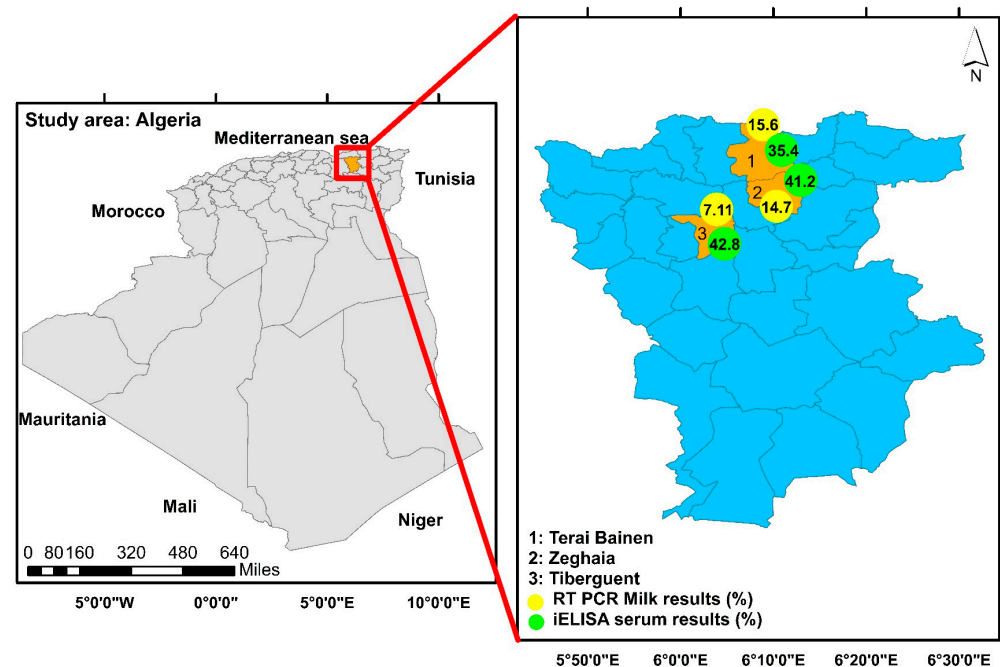 Study area: Algeria
Mediterranean sea
Tunisia
Morocco
Mauritania
Mali
Niger
0 80 160 320 480 640
Miles
5°0'0"W 0°0'0" 5°0'0"E 10°0'0"E
N
15.6
35.4
1
41.2
2
14.7
7.11
3
42.8
1: Terai Bainen
2: Zeghaia
3: Tiberguent
RT PCR Milk results (%)
iELISA serum results (%)
5°50'0"E 6°0'0"E 6°10'0"E 6°20'0"E 6°30'0"E